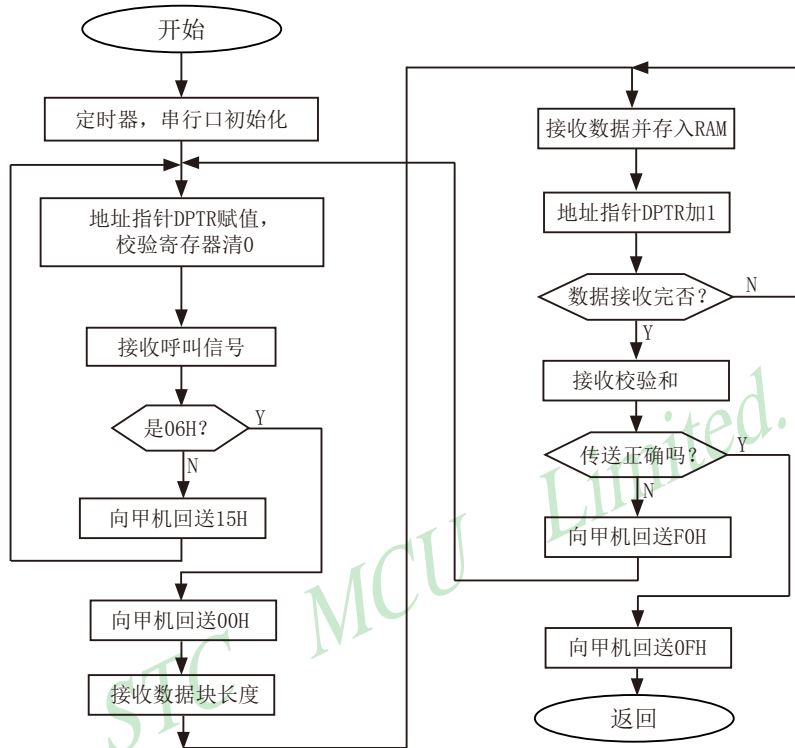 开始
定时器，串行口初始化
地址指针DPTR赋值，
校验寄存器清0
接收呼叫信号
是06H？
Y
N
向甲机回送15H
向甲机回送00H
接收数据块长度
接收数据并存入RAM
地址指针DPTR加1
数据接收完否？
N
Y
接收校验和
传送正确吗？
Y
N
向甲机回送F0H
向甲机回送0FH
返回
STC MCU Limited.